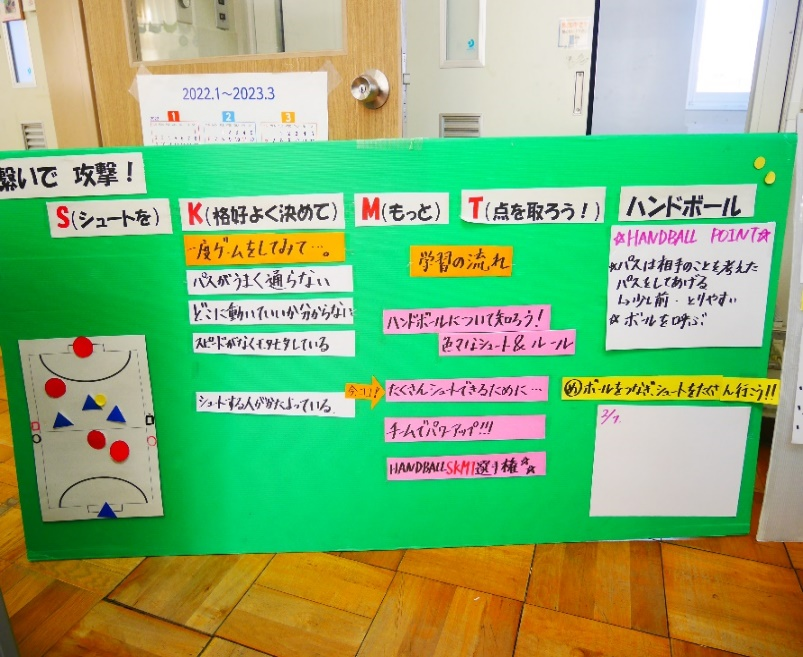 2022.1～2023.3
1 2 3
繋いで 攻撃！
S(シュートを) K(格好よく決めて) M(もっと) T(点を取ろう！) ハンドボール
一度ゲームをしてみて…。
パスがうまく通らない
どこに動いていいか分からない
スピードがなくモタモタしている
シュートする人がかたよっている。
学習の流れ
ハンドボールについて知ろう！
色々なシュート&ルール
今ココ！
たくさんシュートできるために…
チームでパワーアップ!!!
HANDBALL SKMT選手権☆☆
☆HANDBALL POINT☆
☆パスは相手のことを考えた
パスをしてあげる
↳少し前・とりやすい
☆ボールを呼ぶ
めボールをつなぎ、シュートをたくさん行こう!!
2/7.